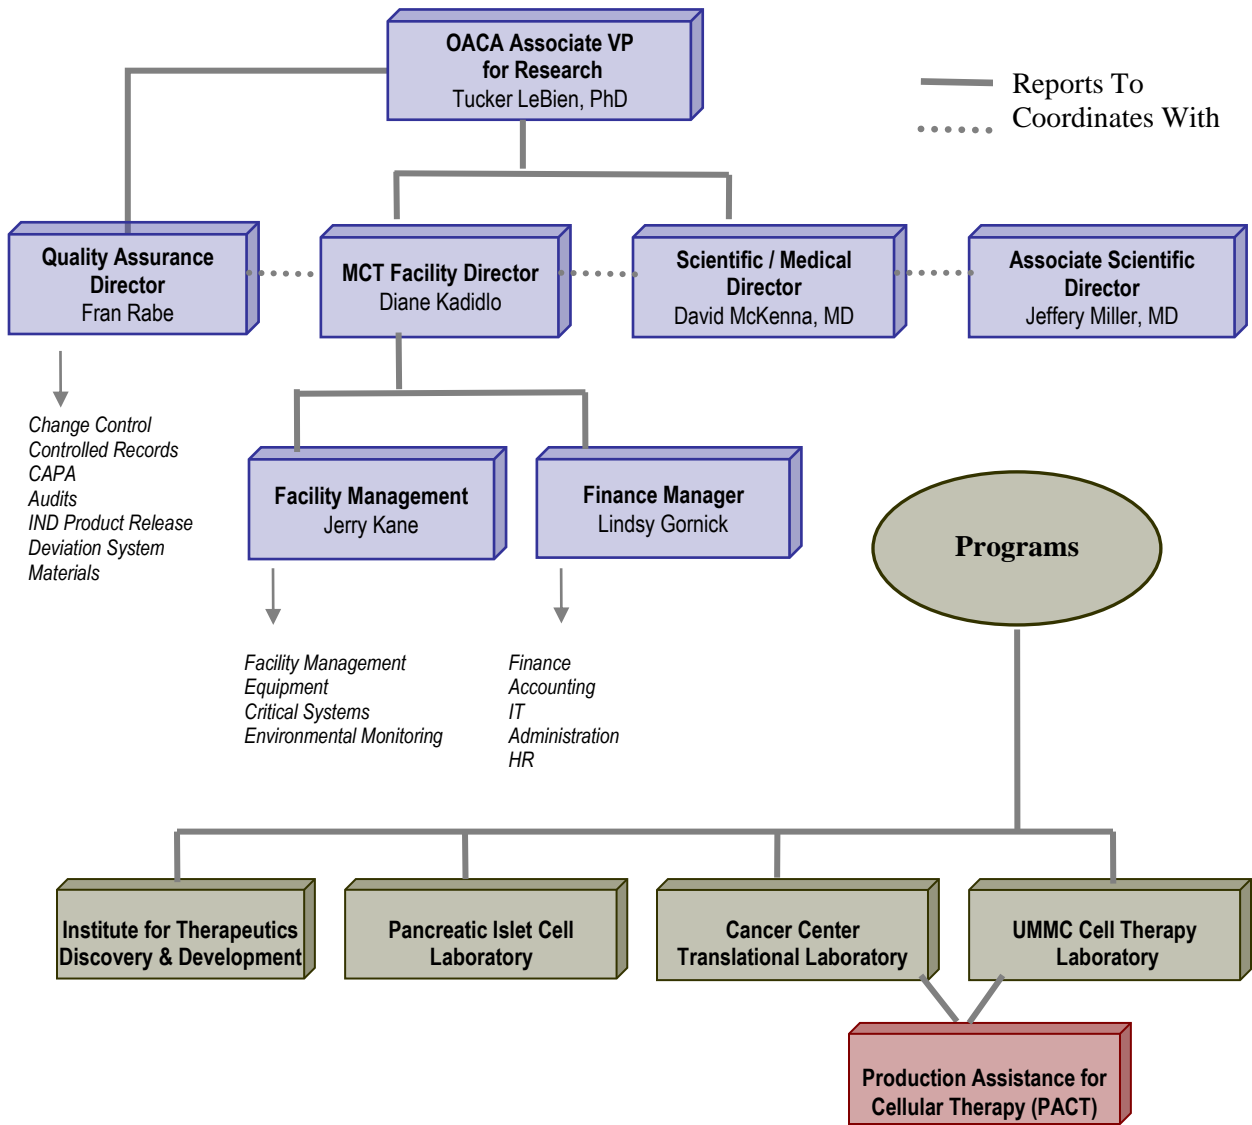 OACA Associate VP
for Research
Tucker LeBien, PhD
Reports To
Coordinates With
Quality Assurance
Director
Fran Rabe
MCT Facility Director
Diane Kadidlo
Scientific / Medical
Director
David McKenna, MD
Associate Scientific
Director
Jeffery Miller, MD
Change Control
Controlled Records
CAPA
Audits
IND Product Release
Deviation System
Materials
Facility Management
Jerry Kane
Finance Manager
Lindsy Gornick
Programs
Facility Management
Equipment
Critical Systems
Environmental Monitoring
Finance
Accounting
IT
Administration
HR
Institute for Therapeutics
Discovery & Development
Pancreatic Islet Cell
Laboratory
Cancer Center
Translational Laboratory
UMMC Cell Therapy
Laboratory
Production Assistance for
Cellular Therapy (PACT)